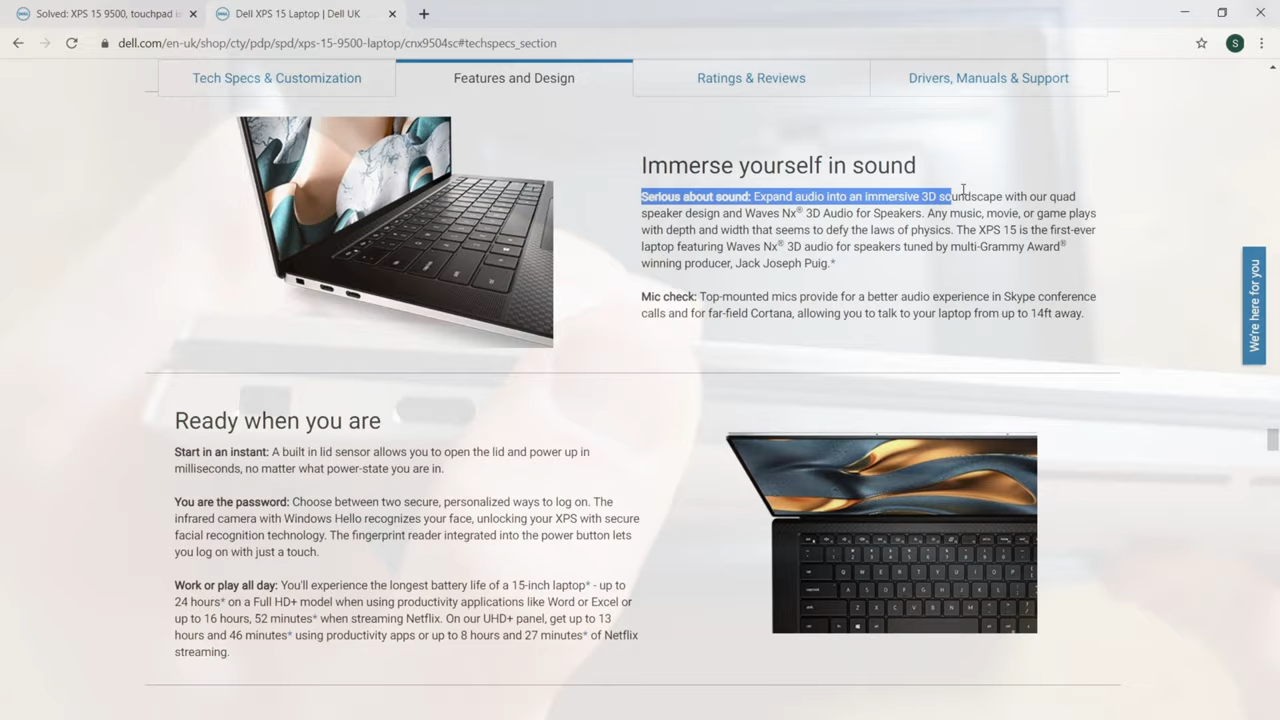 Solved: XPS 15 9500, touchpad is
Dell XPS 15 Laptop | Dell UK
dell.com/en-uk/shop/cty/pdp/spd/xps-15-9500-laptop/cnx9504sc#techspecs_section
S
Tech Specs & Customization
Features and Design
Ratings & Reviews
Drivers, Manuals & Support
Immerse yourself in sound
Serious about sound: Expand audio into an immersive 3D soundscape with our quad
speaker design and Waves Nx® 3D Audio for Speakers. Any music, movie, or game plays
with depth and width that seems to defy the laws of physics. The XPS 15 is the first-ever
laptop featuring Waves Nx® 3D audio for speakers tuned by multi-Grammy Award®
winning producer, Jack Joseph Puig.*
Mic check: Top-mounted mics provide for a better audio experience in Skype conference
calls and for far-field Cortana, allowing you to talk to your laptop from up to 14ft away.
We're here for you
Ready when you are
Start in an instant: A built in lid sensor allows you to open the lid and power up in
milliseconds, no matter what power-state you are in.
You are the password: Choose between two secure, personalized ways to log on. The
infrared camera with Windows Hello recognizes your face, unlocking your XPS with secure
facial recognition technology. The fingerprint reader integrated into the power button lets
you log on with just a touch.
Work or play all day: You'll experience the longest battery life of a 15-inch laptop* - up to
24 hours* on a Full HD+ model when using productivity applications like Word or Excel or
up to 16 hours, 52 minutes* when streaming Netflix. On our UHD+ panel, get up to 13
hours and 46 minutes* using productivity apps or up to 8 hours and 27 minutes* of Netflix
streaming.